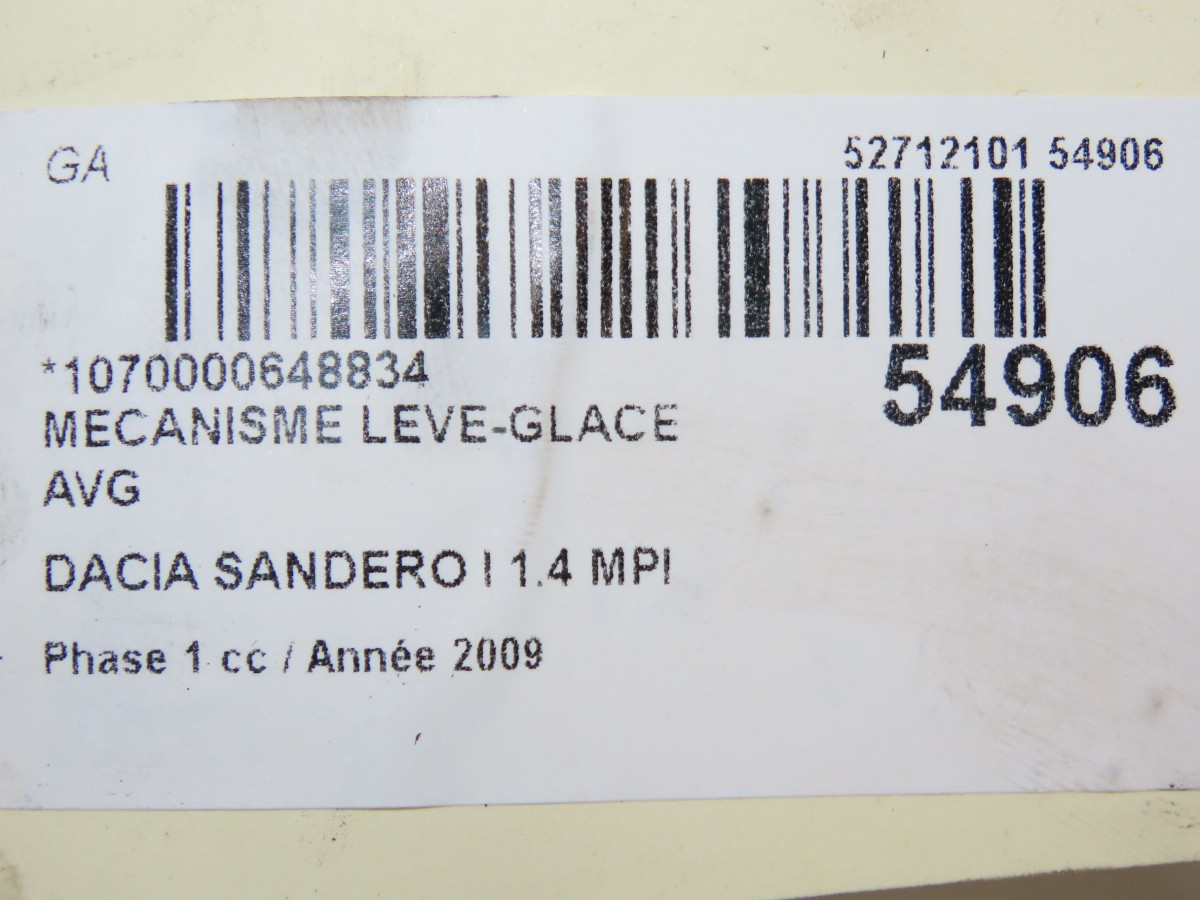 GA
52712101 54906
*1070000648834
54906
MECANISME LEVE-GLACE
AVG
DACIA SANDERO I 1.4 MPI
Phase 1 cc / Année 2009